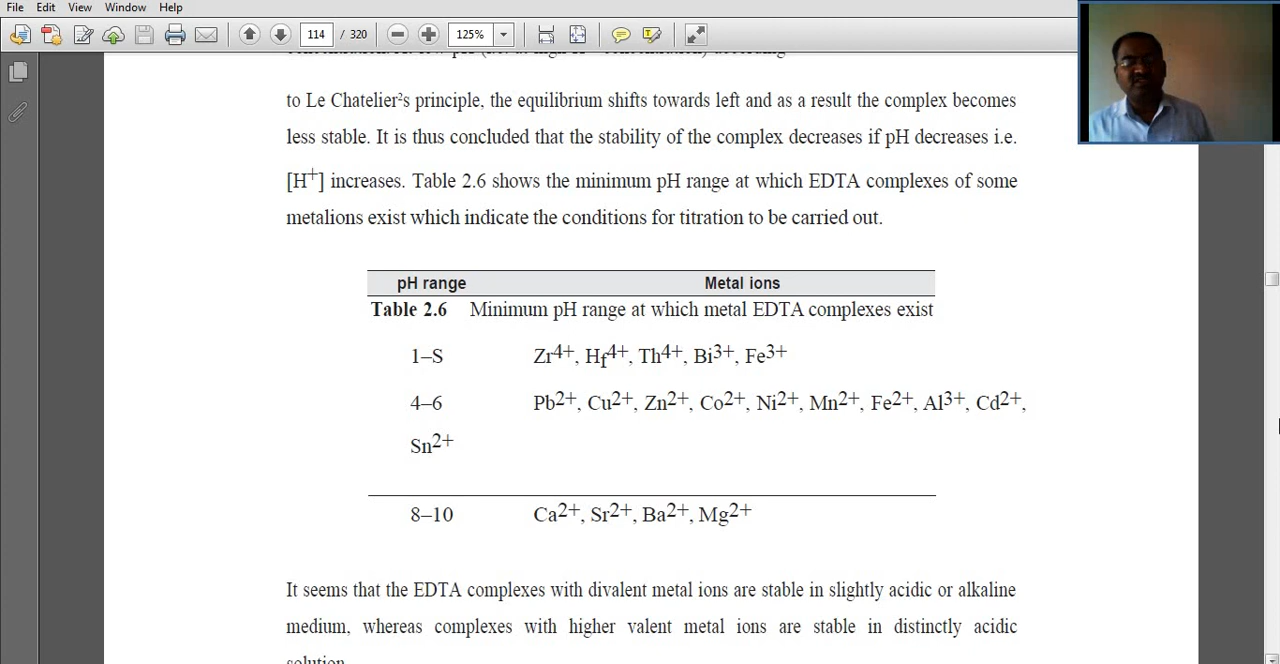 File Edit View Window Help
114 / 320 125%
to Le Chatelier²s principle, the equilibrium shifts towards left and as a result the complex becomes
less stable. It is thus concluded that the stability of the complex decreases if pH decreases i.e.
[H+] increases. Table 2.6 shows the minimum pH range at which EDTA complexes of some
metalions exist which indicate the conditions for titration to be carried out.
pH range Metal ions
Table 2.6 Minimum pH range at which metal EDTA complexes exist
1–S Zr4+, Hf4+, Th4+, Bi3+, Fe3+
4–6 Pb2+, Cu2+, Zn2+, Co2+, Ni2+, Mn2+, Fe2+, Al3+, Cd2+,
Sn2+
8–10 Ca2+, Sr2+, Ba2+, Mg2+
It seems that the EDTA complexes with divalent metal ions are stable in slightly acidic or alkaline
medium, whereas complexes with higher valent metal ions are stable in distinctly acidic
solution